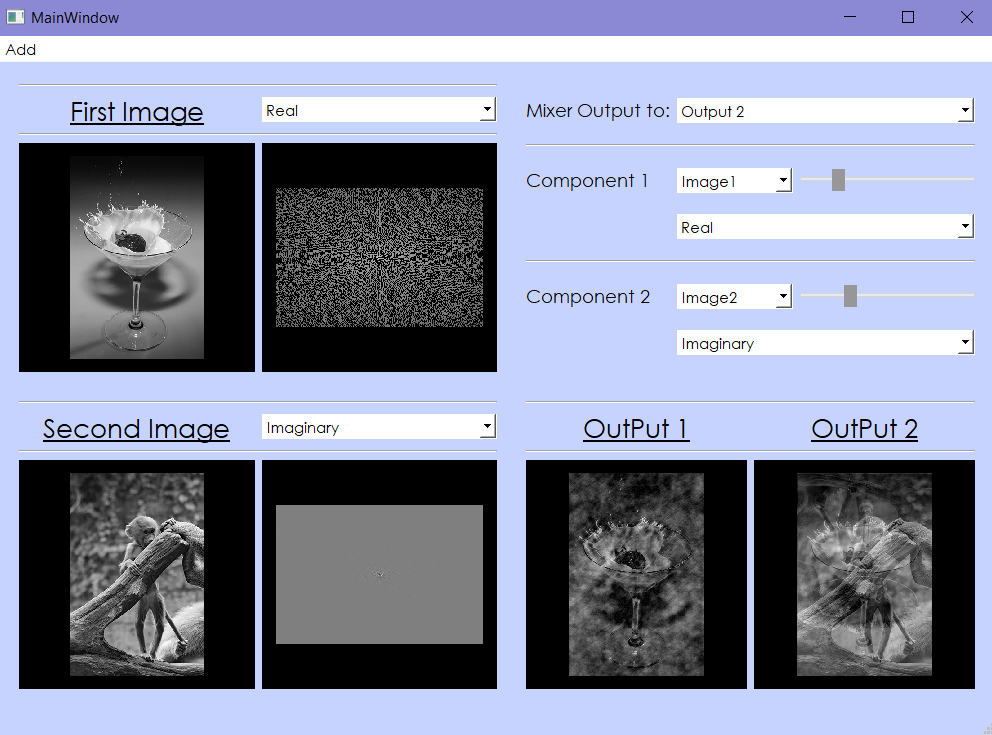 MainWindow
Add
First Image
Real
Mixer Output to:
Output 2
Component 1
Image1
Real
Component 2
Image2
Imaginary
Second Image
Imaginary
OutPut 1
OutPut 2